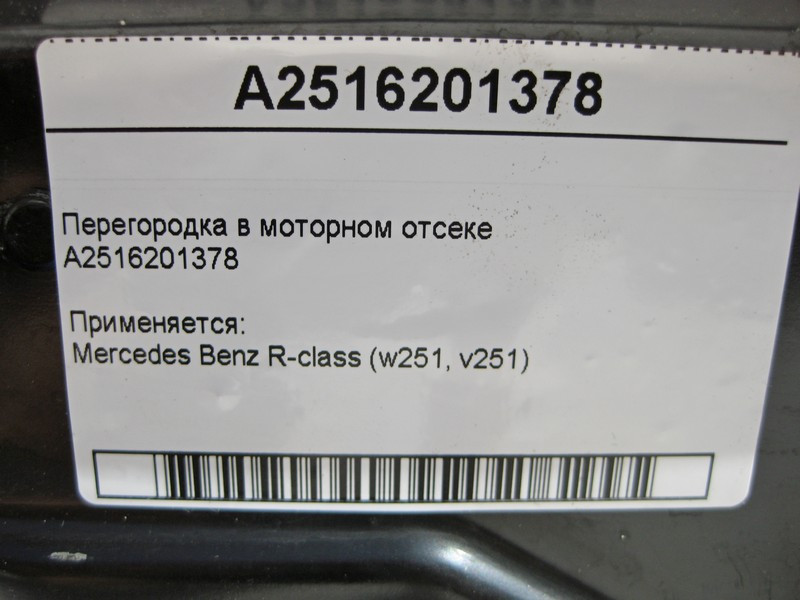 A2516201378
Перегородка в моторном отсеке
A2516201378
Применяется:
Mercedes Benz R-class (w251, v251)